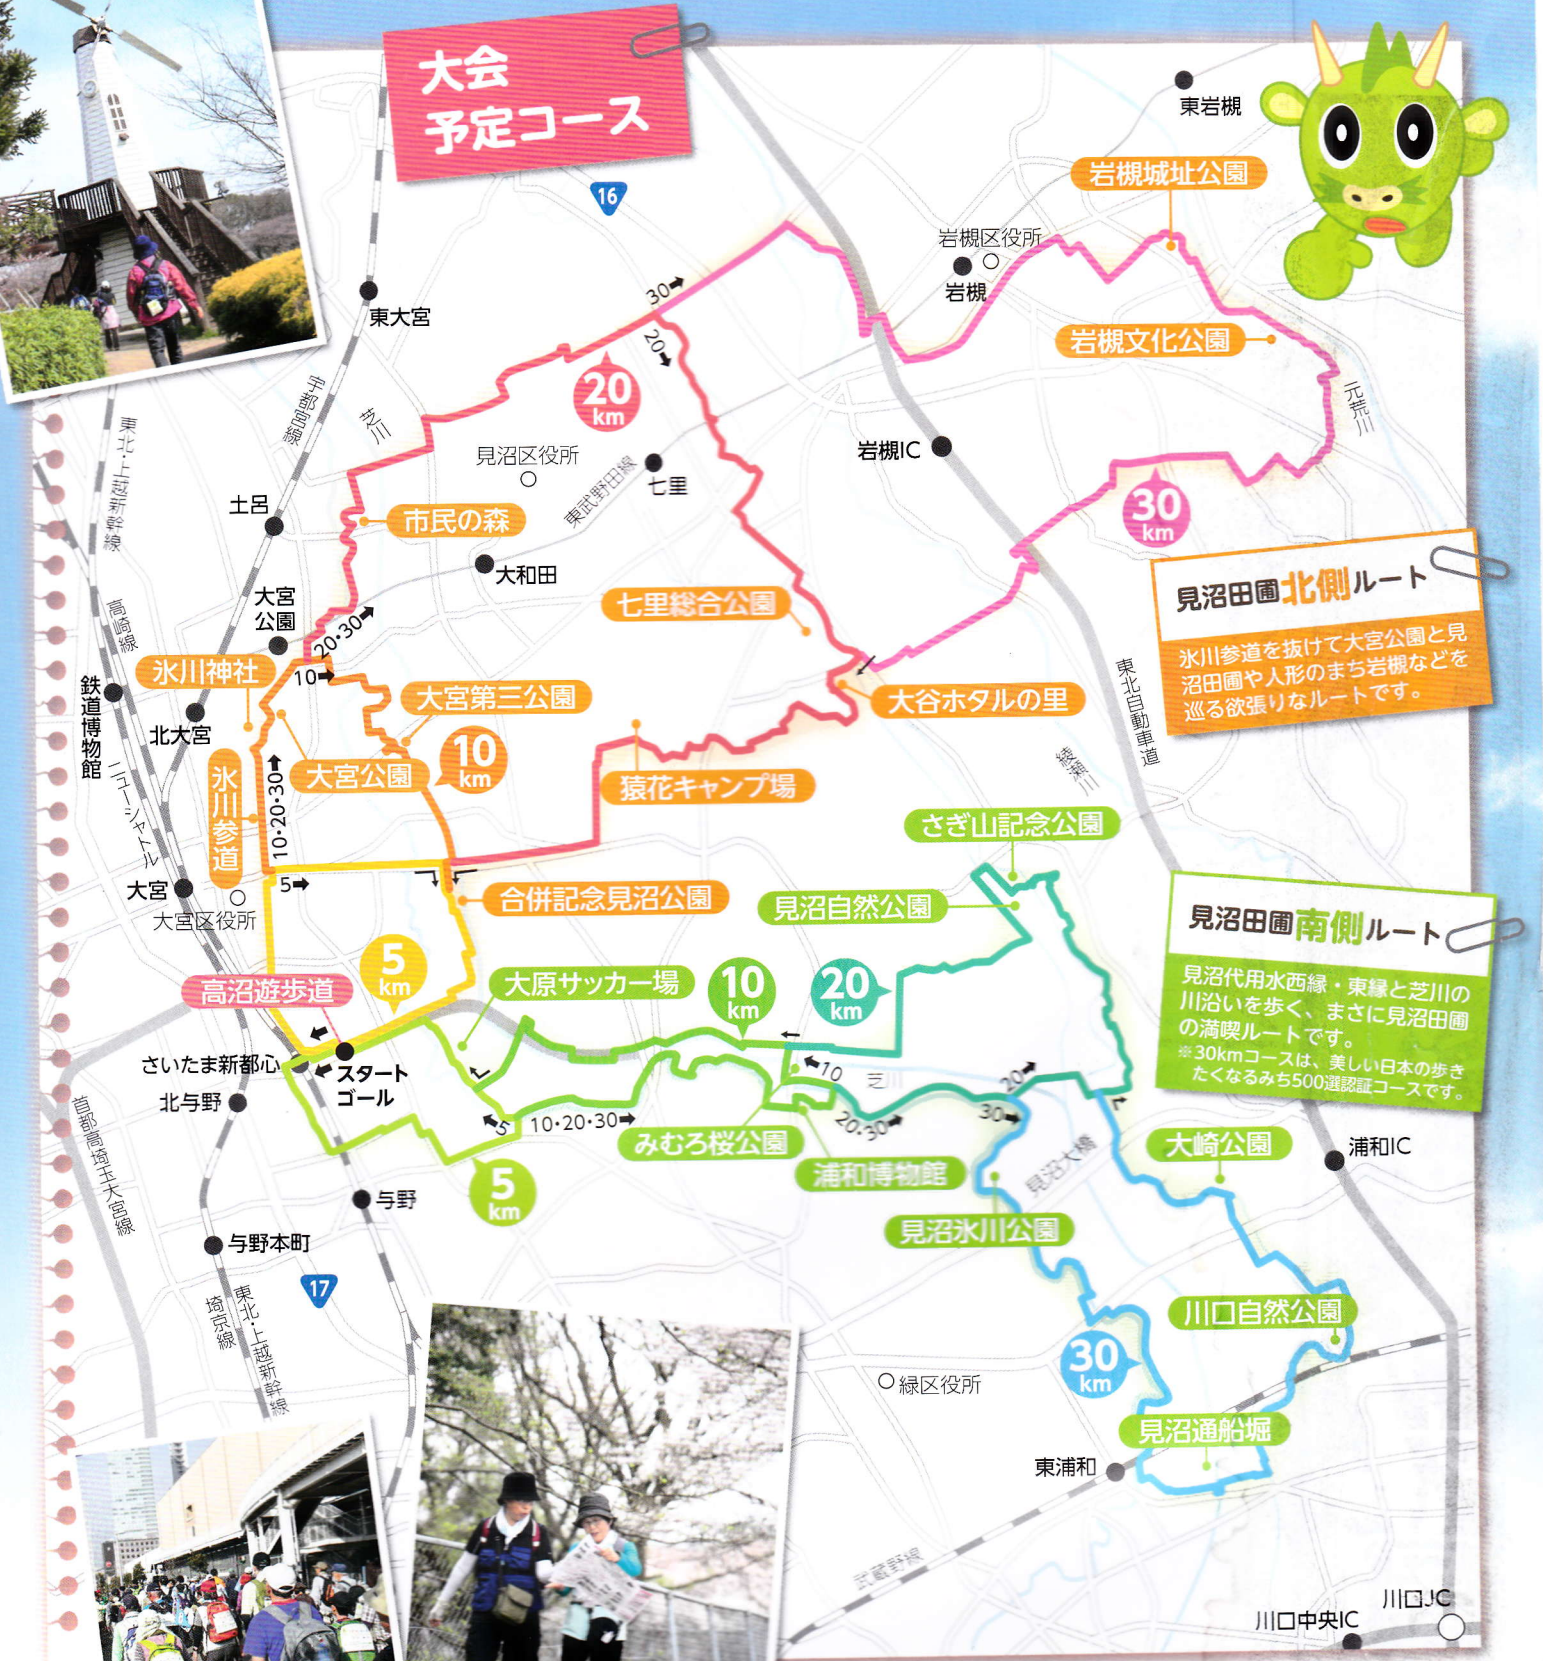 大会
予定コース
16
東岩槻
岩槻城址公園
岩槻区役所
岩槻
岩槻文化公園
元荒川
30
20
20
km
東大宮
宇都宮線
芝川
東北・上越新幹線
見沼区役所
七里
東武野田線
岩槻IC
30
km
土呂
市民の森
大和田
大宮
公園
七里総合公園
見沼田圃北側ルート
氷川参道を抜けて大宮公園と見
沼田圃や人形のまち岩槻などを
巡る欲張りなルートです。
高崎線
20・30
10
氷川神社
鉄道博物館
大宮第三公園
大谷ホタルの里
東北自動車道
北大宮
10
km
大宮公園
猿花キャンプ場
綾瀬川
ニューシャトル
氷川参道
10・20・30
さぎ山記念公園
大宮
5
大宮区役所
合併記念見沼公園
見沼自然公園
見沼田圃南側ルート
見沼代用水西縁・東縁と芝川の
川沿いを歩く、まさに見沼田圃
の満喫ルートです。
※30kmコースは、美しい日本の歩き
たくなるみち500選認証コースです。
高沼遊歩道
5
km
大原サッカー場
10
km
20
km
さいたま新都心
スタート
ゴール
10
芝川
20
北与野
5
10・20・30
20・30
30
みむろ桜公園
浦和博物館
見沼大橋
大崎公園
浦和IC
首都高埼玉大宮線
5
km
与野
見沼氷川公園
与野本町
17
埼京線
東北・上越新幹線
川口自然公園
30
km
緑区役所
見沼通船堀
東浦和
武蔵野線
川口JC
川口中央IC